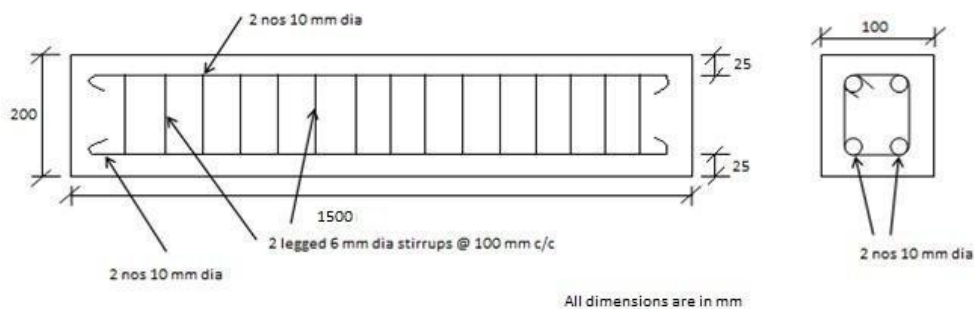 2 nos 10 mm dia
100
25
200
25
1500
2 legged 6 mm dia stirrups @ 100 mm c/c
2 nos 10 mm dia
2 nos 10 mm dia
All dimensions are in mm